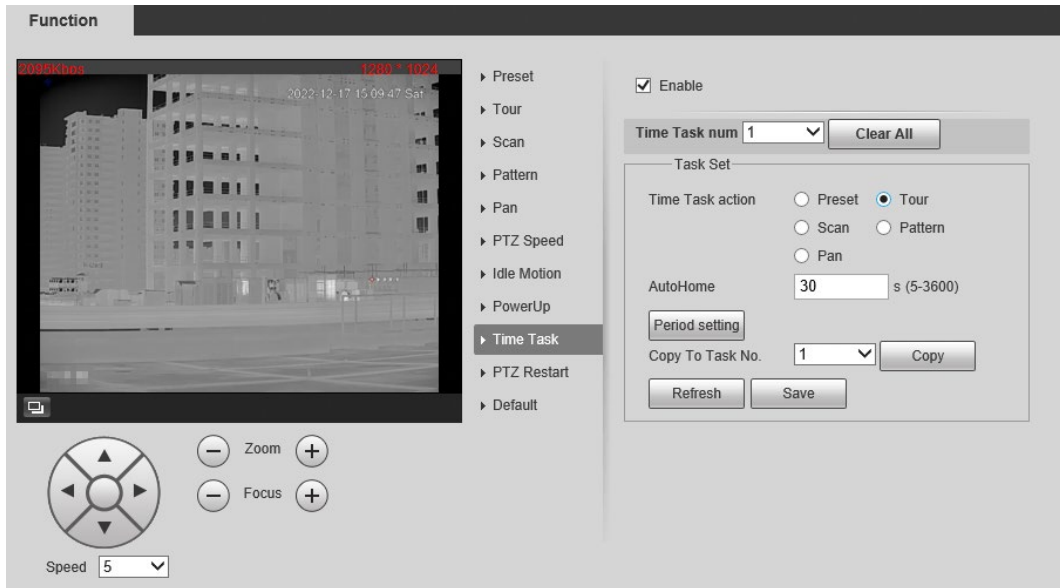 Function
2095Kbps 1280 * 1024
2022-12-17 15:09:47 Sat
Preset
Tour
Scan
Pattern
Pan
PTZ Speed
Idle Motion
PowerUp
Time Task
PTZ Restart
Default
Enable
Time Task num 1 Clear All
Task Set
Time Task action Preset Tour
Scan Pattern
Pan
AutoHome 30 s (5-3600)
Period setting
Copy To Task No. 1 Copy
Refresh Save
Zoom
Focus
Speed 5